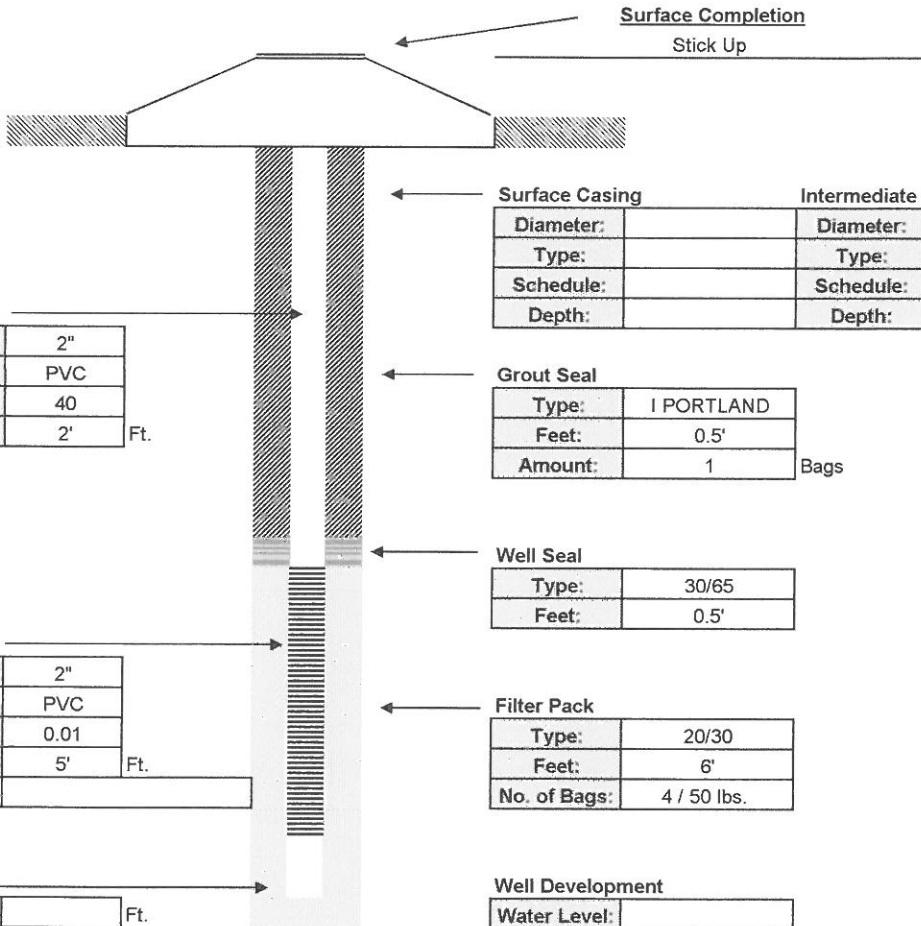 Surface Completion
Stick Up
Surface Casing Intermediate
Diameter: Diameter:
Type: Type:
Schedule: Schedule:
Depth: Depth:
2"
PVC
40
2' Ft.
Grout Seal
Type: I PORTLAND
Feet: 0.5'
Amount: 1 Bags
Well Seal
Type: 30/65
Feet: 0.5'
2"
PVC
0.01
5' Ft.
Filter Pack
Type: 20/30
Feet: 6'
No. of Bags: 4 / 50 lbs.
Well Development
Ft.
Water Level: